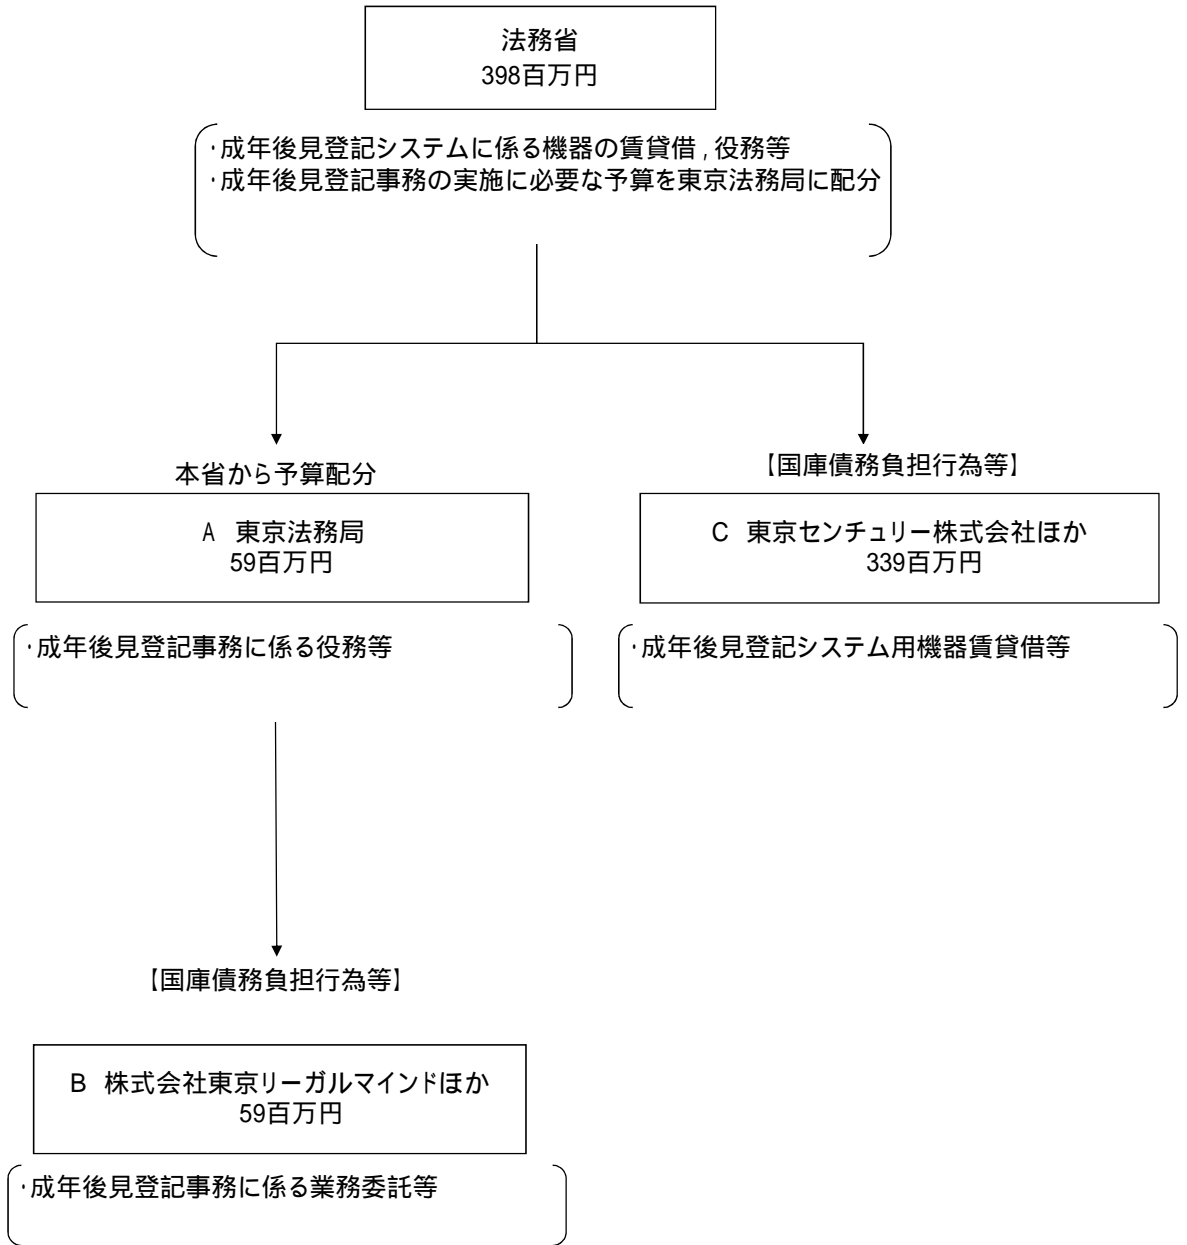 法務省
398百万円
・成年後見登記システムに係る機器の賃貸借，役務等
・成年後見登記事務の実施に必要な予算を東京法務局に配分
本省から予算配分
A 東京法務局
59百万円
・成年後見登記事務に係る役務等
【国庫債務負担行為等】
C 東京センチュリー株式会社ほか
339百万円
・成年後見登記システム用機器賃貸借等
【国庫債務負担行為等】
B 株式会社東京リーガルマインドほか
59百万円
・成年後見登記事務に係る業務委託等